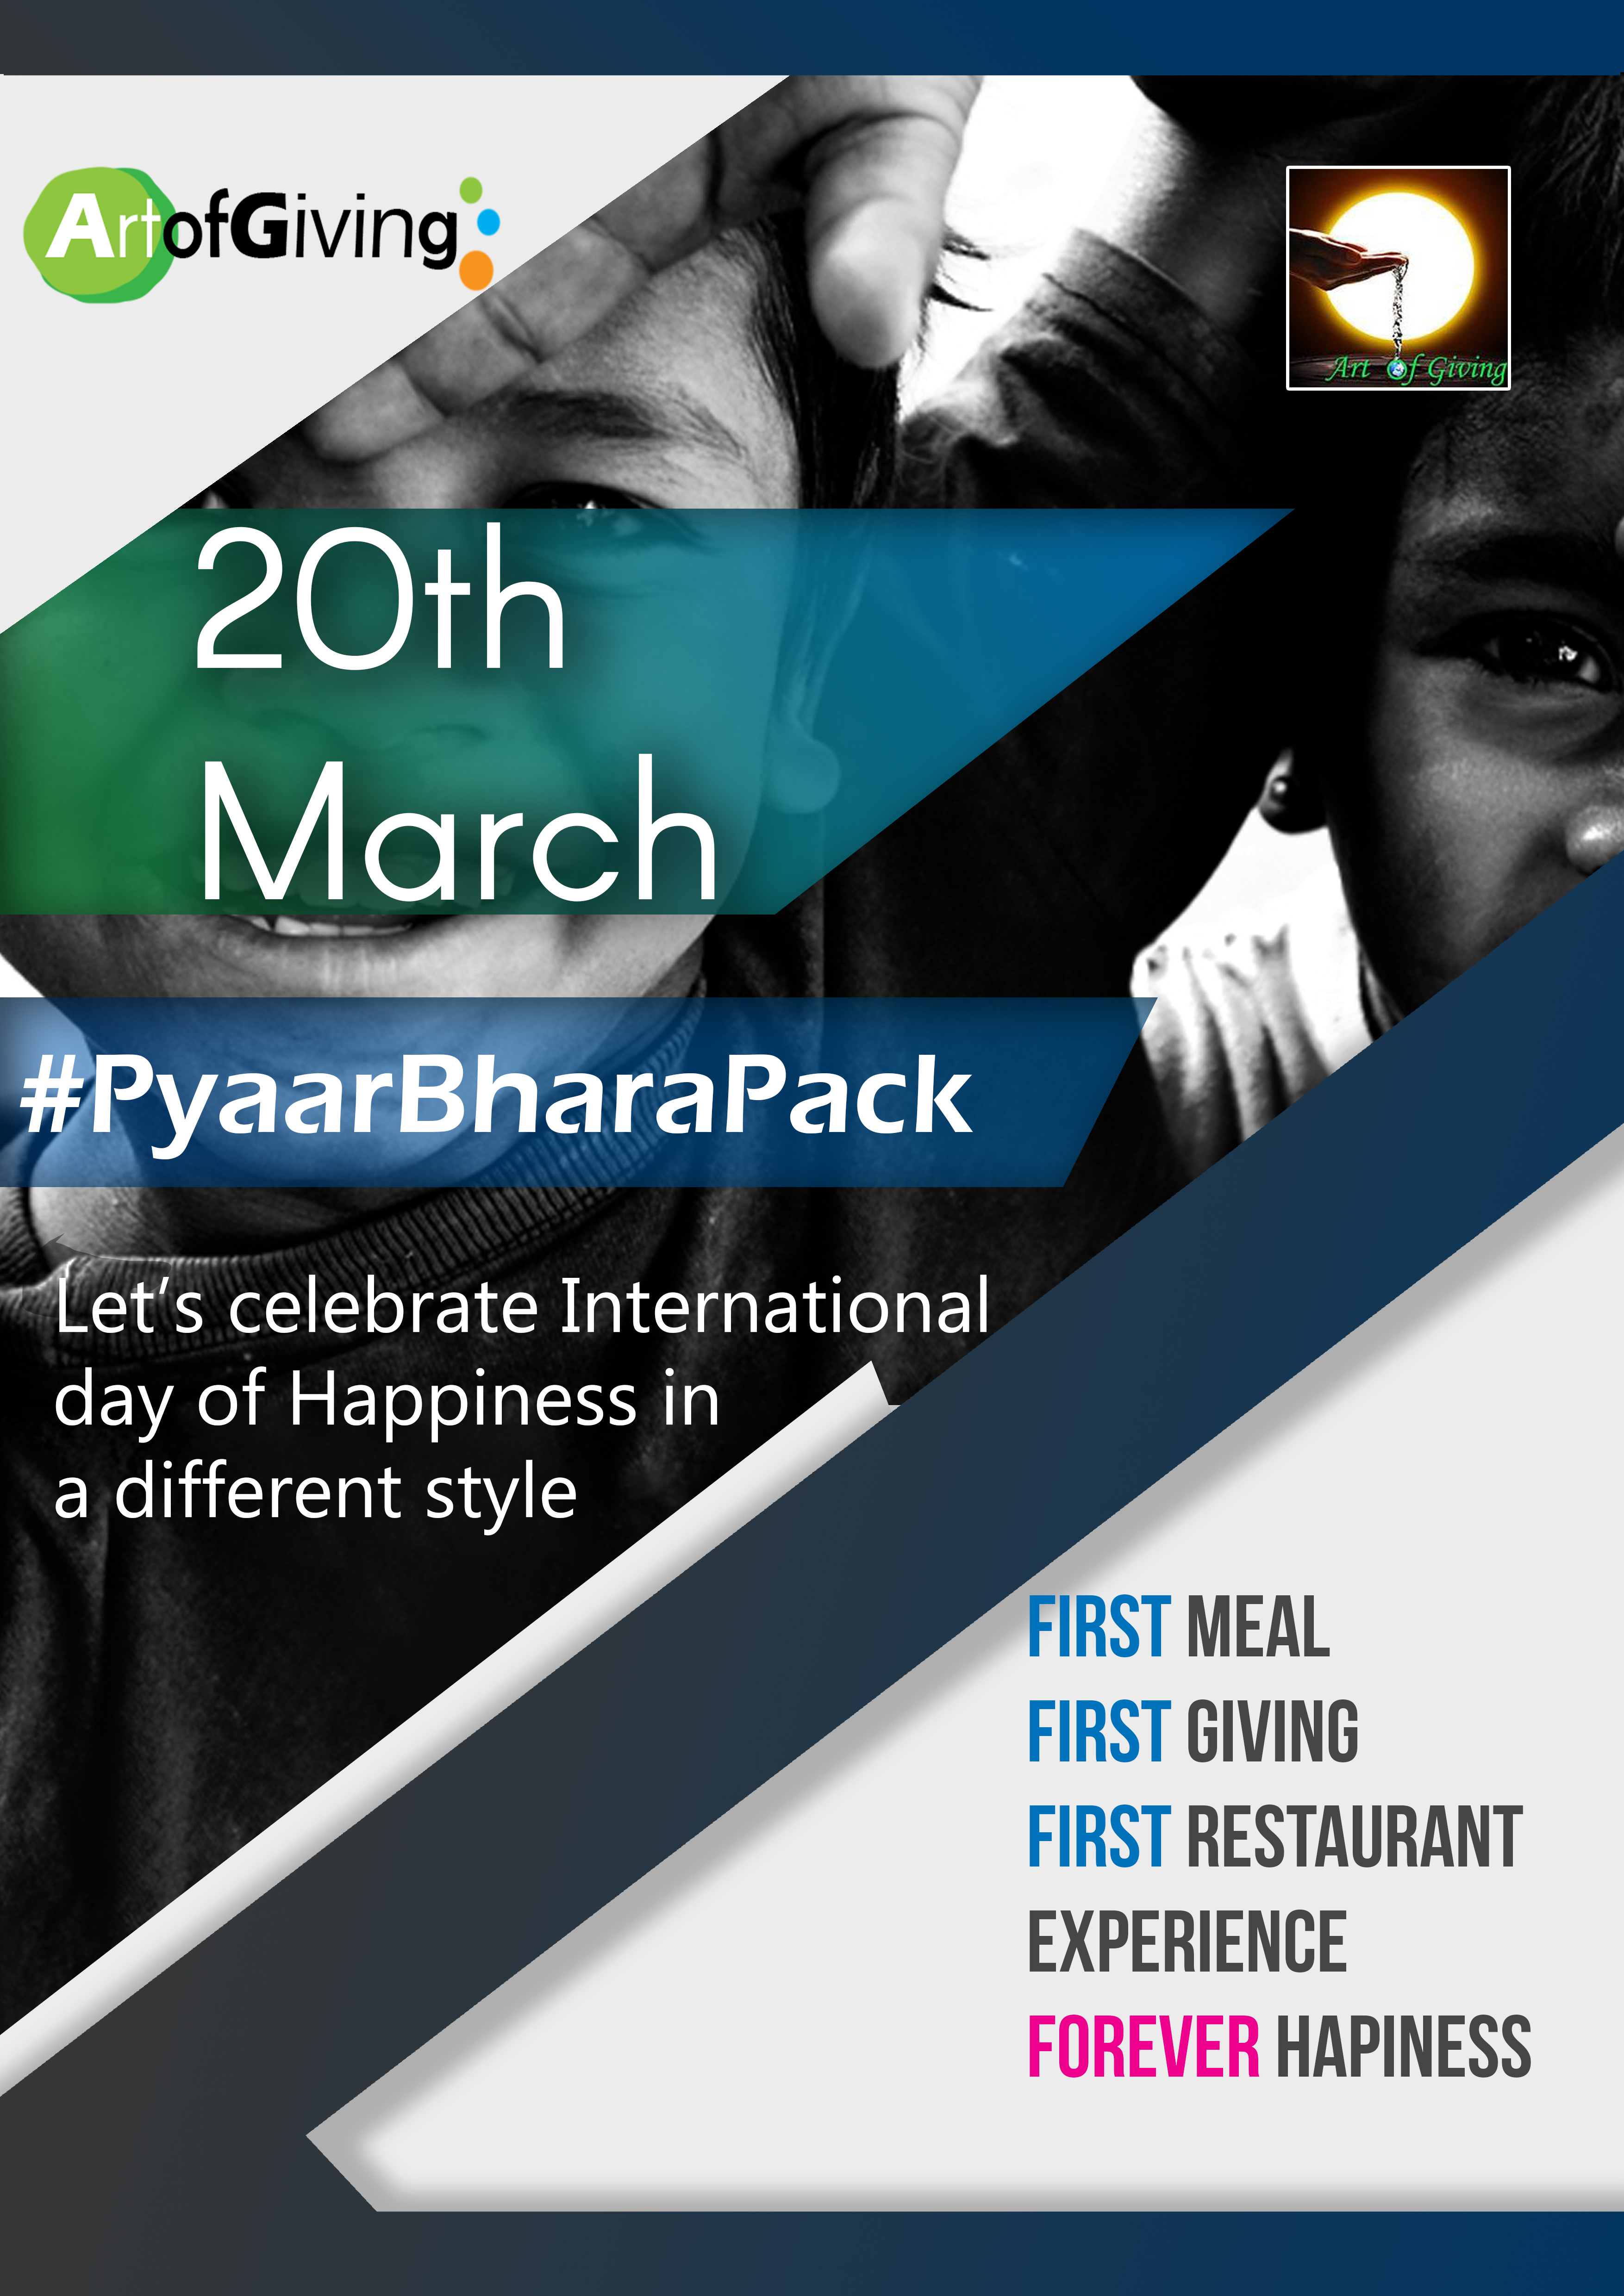 ArtofGiving
Art Of Giving
20th
March
#PyaarBharaPack
Let's celebrate International
day of Happiness in
a different style
FIRST MEAL
FIRST GIVING
FIRST RESTAURANT
EXPERIENCE
FOREVER HAPINESS